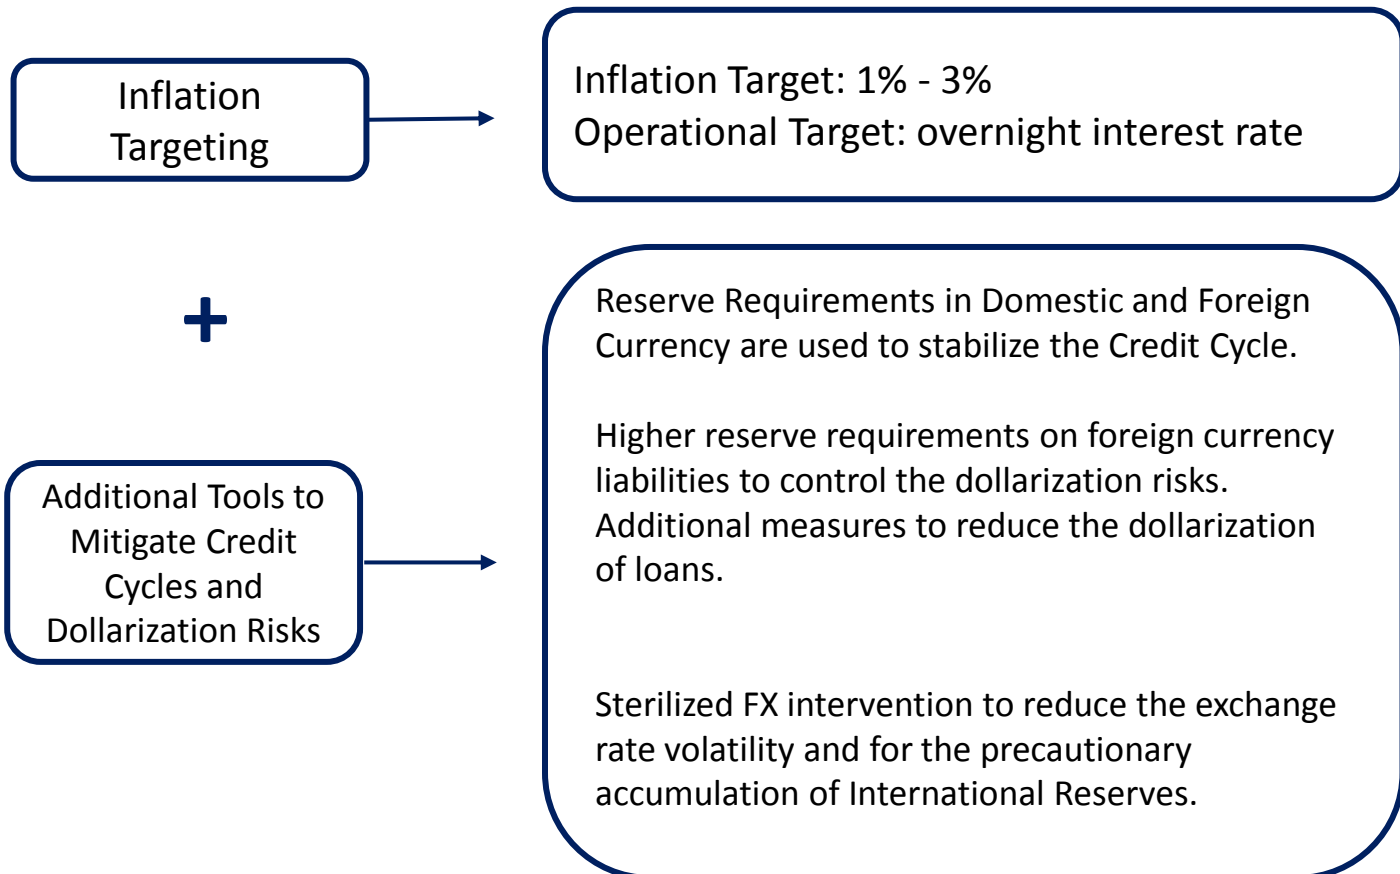 Inflation
Targeting
Inflation Target: 1% - 3%
Operational Target: overnight interest rate
+
Additional Tools to
Mitigate Credit
Cycles and
Dollarization Risks
Reserve Requirements in Domestic and Foreign
Currency are used to stabilize the Credit Cycle.
Higher reserve requirements on foreign currency
liabilities to control the dollarization risks.
Additional measures to reduce the dollarization
of loans.
Sterilized FX intervention to reduce the exchange
rate volatility and for the precautionary
accumulation of International Reserves.